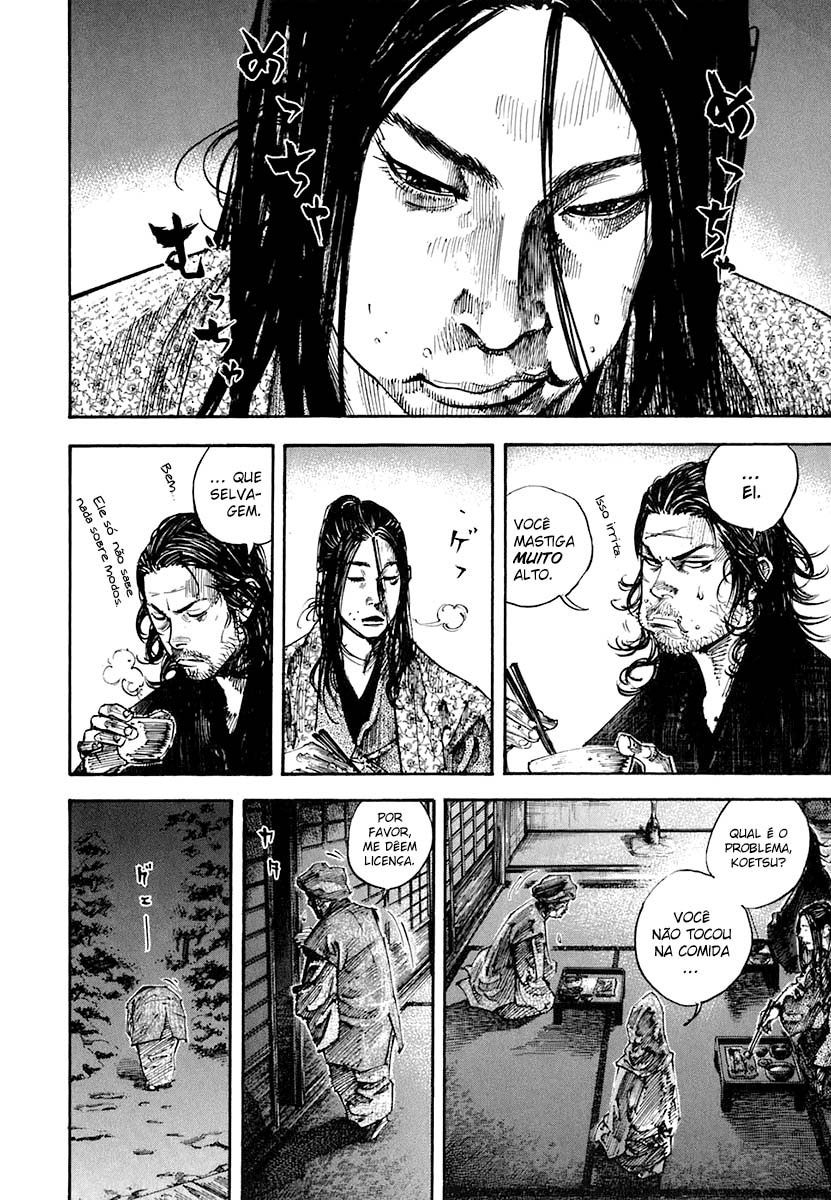 めっちゃ
むっちゃ
めっちゃ
...
EI.
Isso irrita.
VOCÊ
MASTIGA
MUITO
ALTO.
げフ
... QUE
SELVA-
GEM.
Bem...
Ele só não sabe
nada sobre modos.
QUAL É O
PROBLEMA,
KOETSU?
VOCÊ
NÃO TOCOU
NA COMIDA
...
POR
FAVOR,
ME DÊEM
LICENÇA.
ゲェー